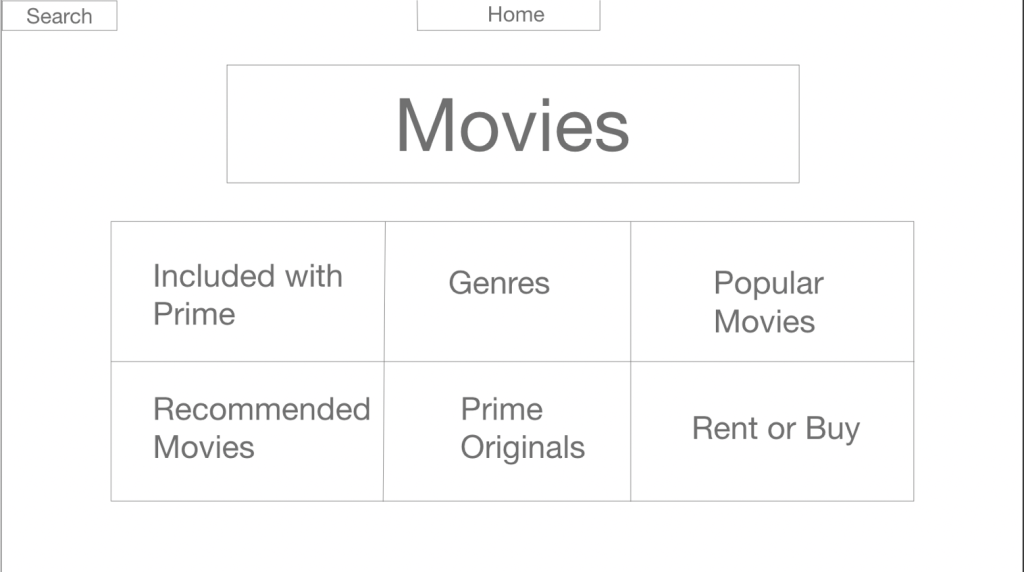 Search
Home
Movies
Included with
Prime
Genres
Popular
Movies
Recommended
Movies
Prime
Originals
Rent or Buy